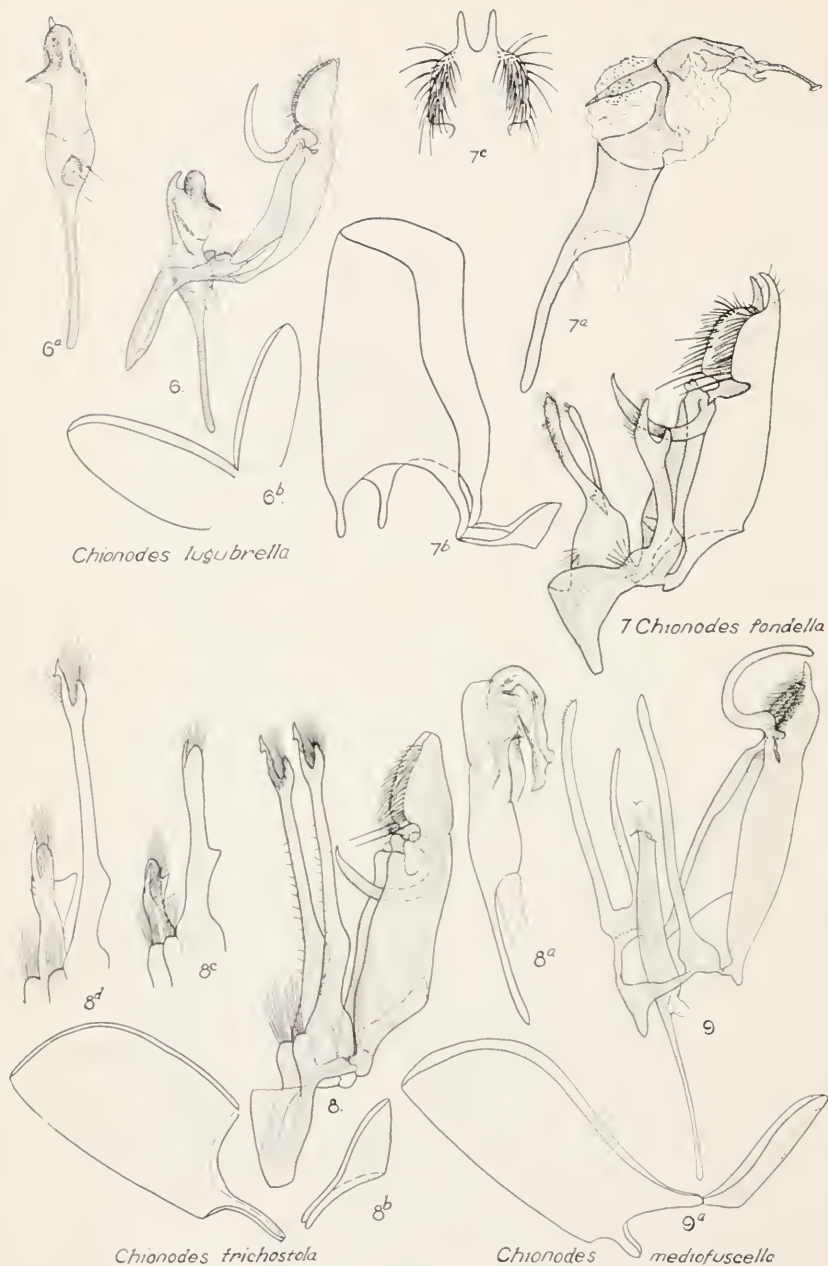 7ᶜ
7ᵃ
6ᵃ
6.
6ᵇ.
7ᵇ
Chionodes lugubrella
7 Chionodes fondella
8ᵈ
8ᶜ
8ᵃ
9
8.
8ᵇ
9ᵃ
Chionodes trichostola
Chionodes mediofuscella